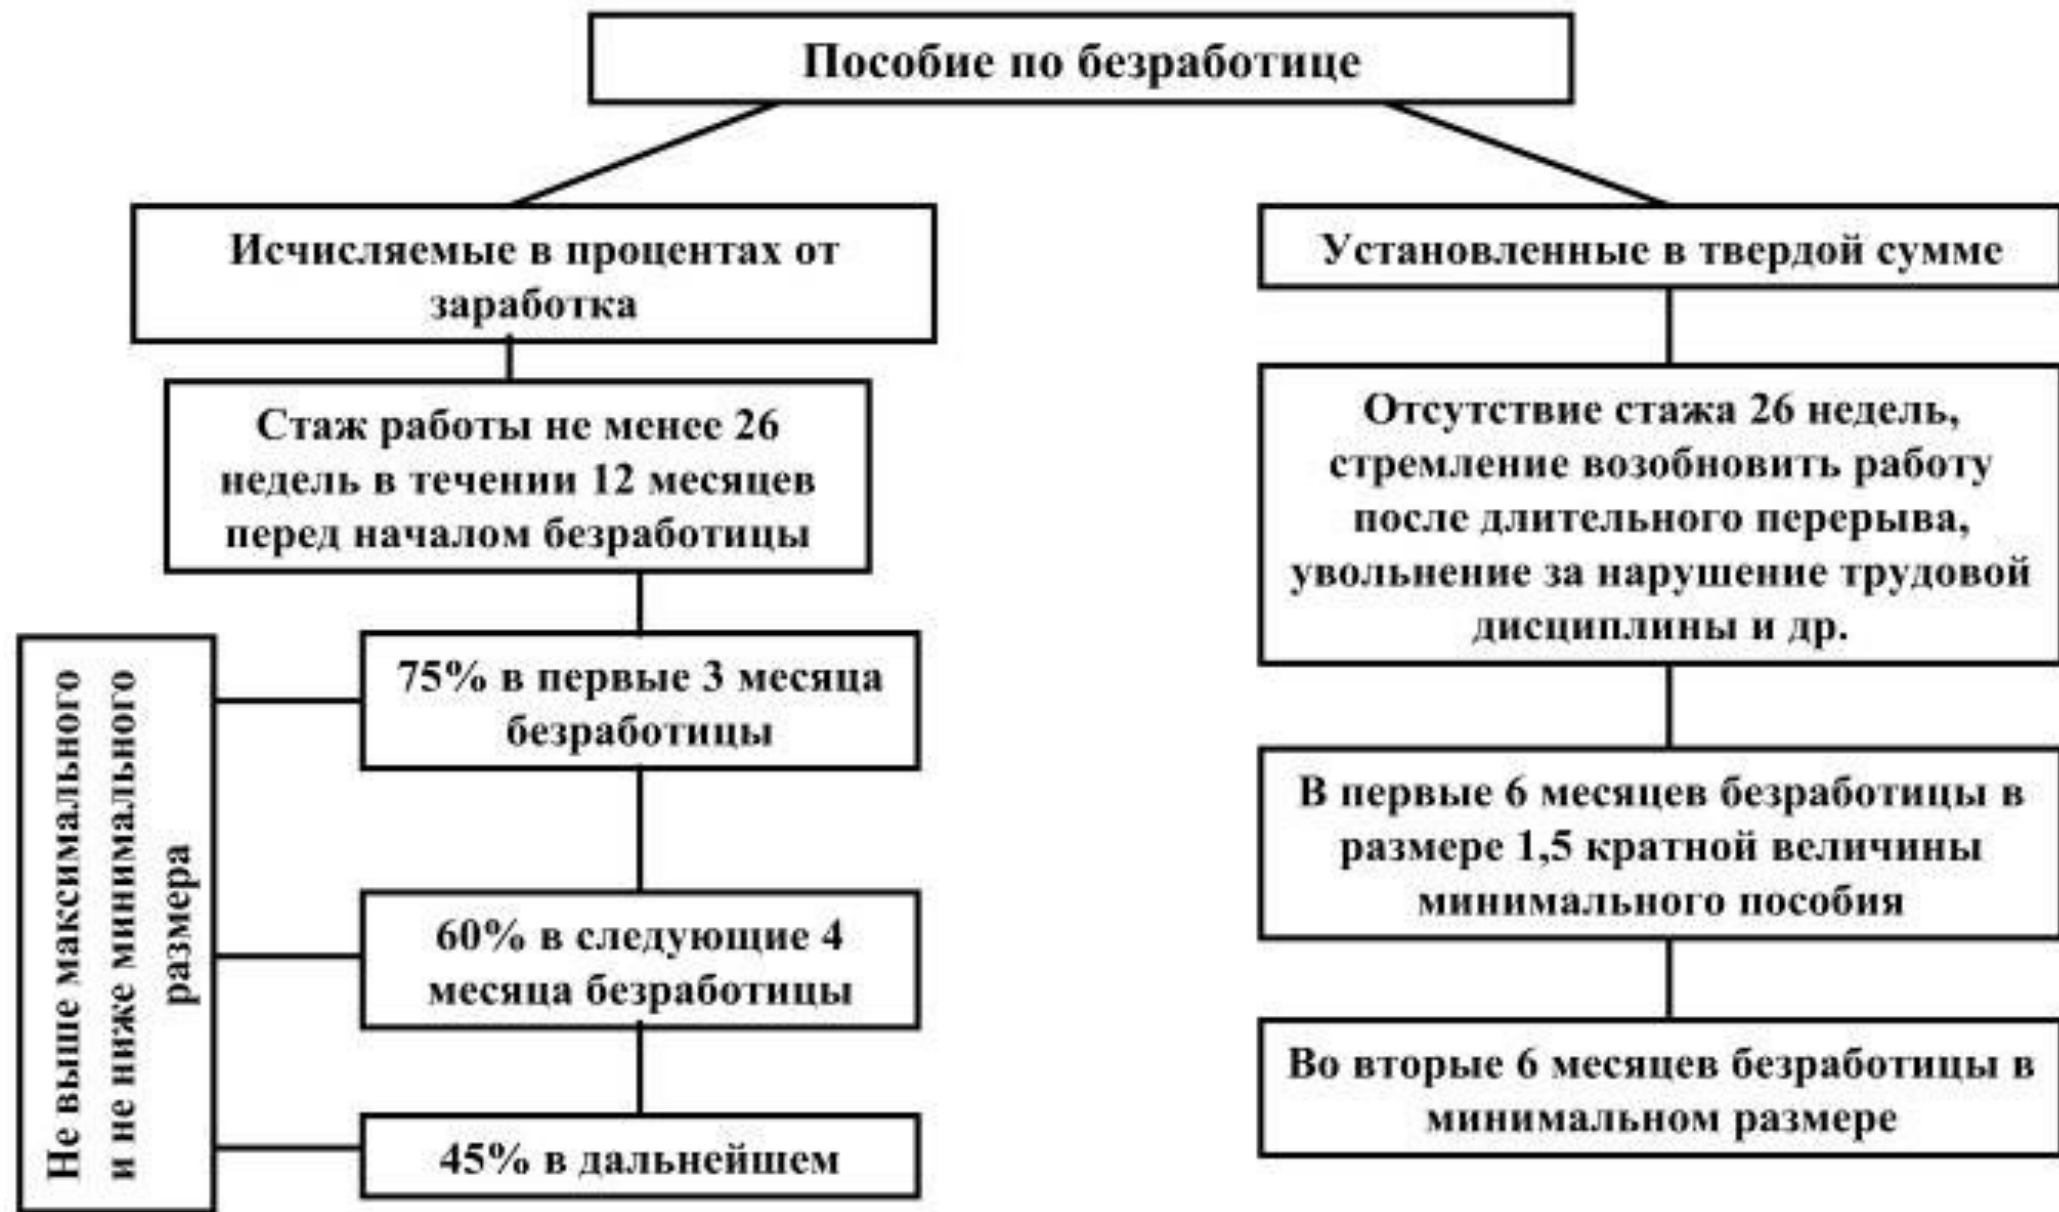 Пособие по безработице
Исчисляемые в процентах от
заработка
Стаж работы не менее 26
недель в течении 12 месяцев
перед началом безработицы
Не выше максимального
и не ниже минимального
размера
75% в первые 3 месяца
безработицы
60% в следующие 4
месяца безработицы
45% в дальнейшем
Установленные в твердой сумме
Отсутствие стажа 26 недель,
стремление возобновить работу
после длительного перерыва,
увольнение за нарушение трудовой
дисциплины и др.
В первые 6 месяцев безработицы в
размере 1,5 кратной величины
минимального пособия
Во вторые 6 месяцев безработицы в
минимальном размере